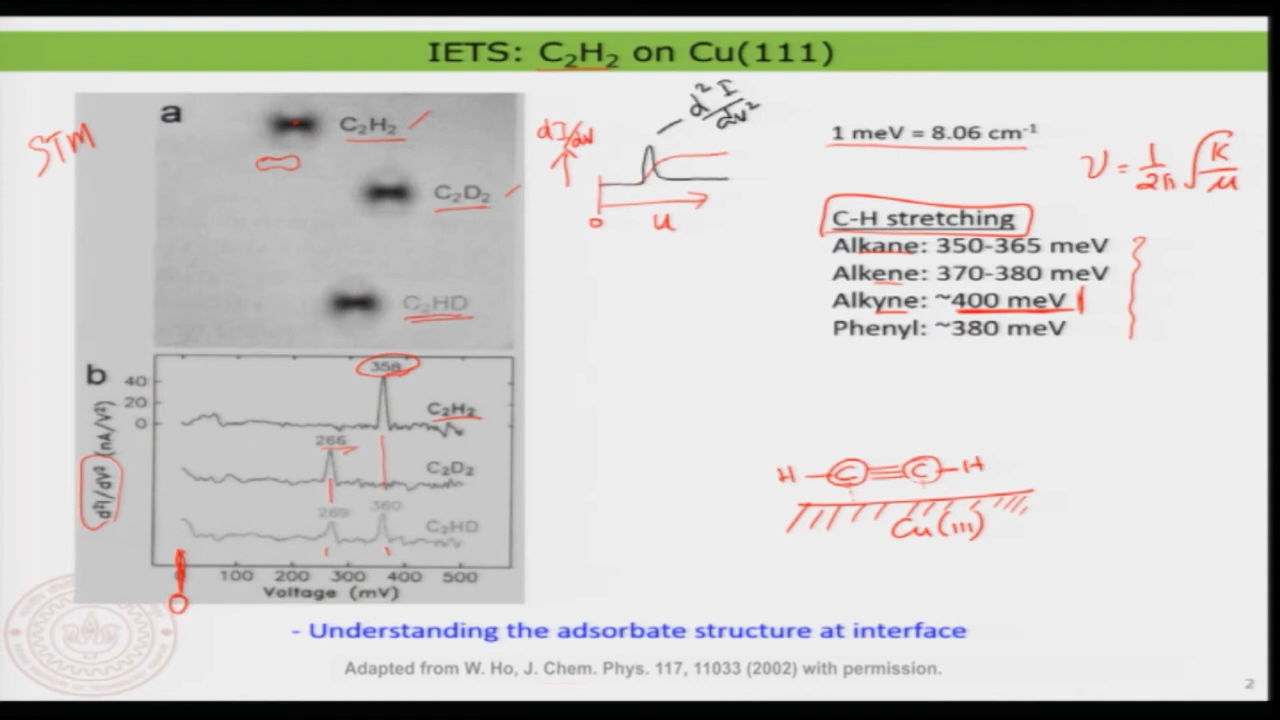 IETS: C₂H₂ on Cu(111)
STM
a
C₂H₂
C₂D₂
C₂HD
dI/dV
d²I/dV²
0
u
1 meV = 8.06 cm⁻¹
ν = 1/2π √K/μ
C-H stretching
Alkane: 350-365 meV
Alkene: 370-380 meV
Alkyne: ~400 meV
Phenyl: ~380 meV
b
d²I/dV² (nA/V²)
40
20
0
358
C₂H₂
266
C₂D₂
269
360
C₂HD
0 100 200 300 400 500
Voltage (mV)
0
H-C≡C-H
Cu(111)
- Understanding the adsorbate structure at interface
Adapted from W. Ho, J. Chem. Phys. 117, 11033 (2002) with permission.
2